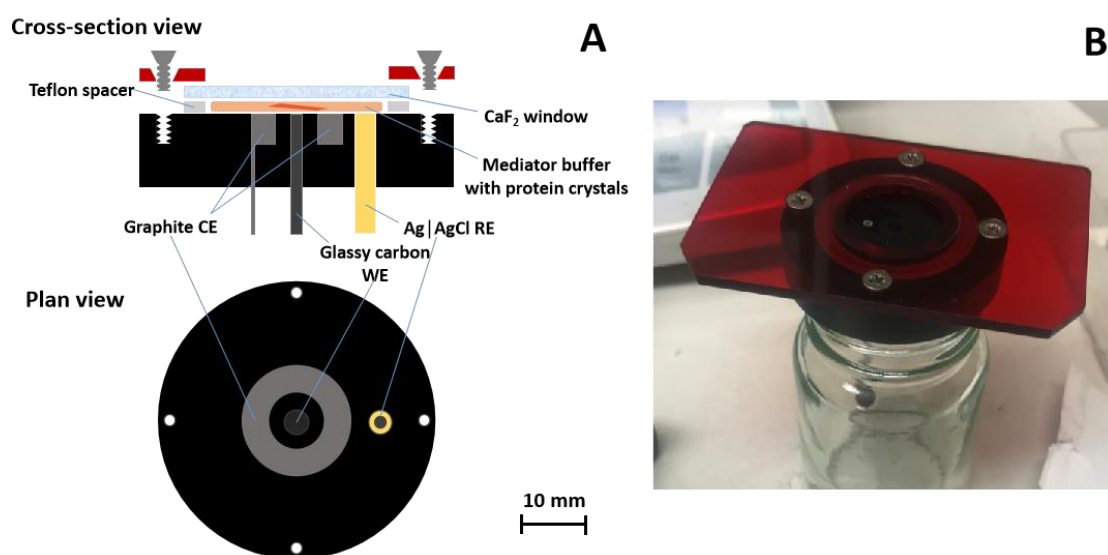 Cross-section view
A
B
Teflon spacer
CaF₂ window
Mediator buffer
with protein crystals
Graphite CE
Ag|AgCl RE
Glassy carbon
WE
Plan view
10 mm